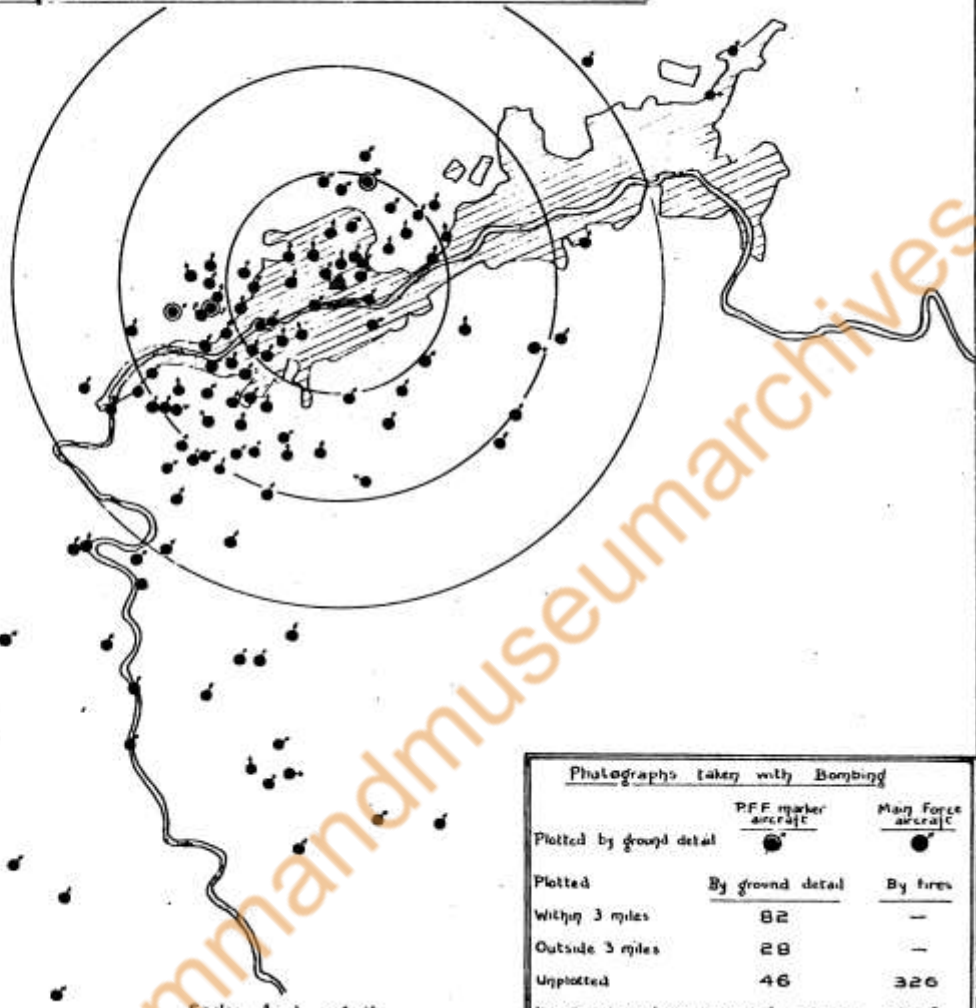 Photographs taken with Bombing
P.F.F marker aircraft
Main Force aircraft
Plotted by ground detail
Plotted
By ground detail
By fires
Within 3 miles
82
—
Outside 3 miles
28
—
Unplotted
46
326
mmandmuseumarchives